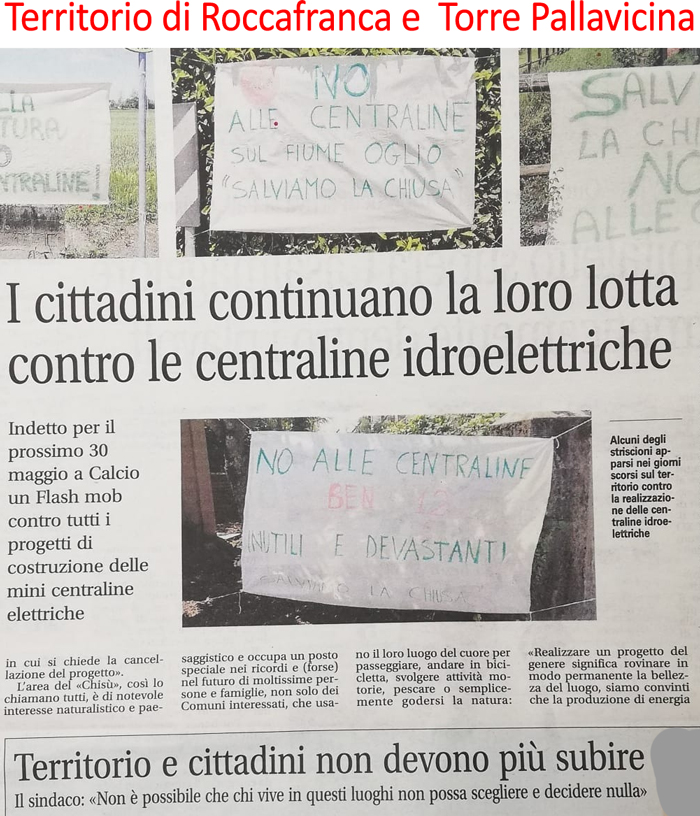 Territorio di Roccafranca e Torre Pallavicina
LLA
TURA
O
NTRALINE!
NO
ALLE CENTRALINE
SUL FIUME OGLIO
"SALVIAMO LA CHIUSA"
SALV
LA CHI
NO
ALLE
I cittadini continuano la loro lotta
contro le centraline idroelettriche
Indetto per il
prossimo 30
maggio a Calcio
un Flash mob
contro tutti i
progetti di
costruzione delle
mini centraline
elettriche
NO ALLE CENTRALINE
BEN
INUTILI E DEVASTANTI
SALVIAMO LA CHIUSA
Alcuni degli
striscioni ap-
parsi nei giorni
scorsi sul ter-
ritorio contro
la realizzazio-
ne delle cen-
traline idroe-
lettriche
in cui si chiede la cancel-
lazione del progetto».
L'area del «Chisù», così lo
chiamano tutti, è di notevole
interesse naturalistico e pae-
saggistico e occupa un posto
speciale nei ricordi e (forse)
nel futuro di moltissime per-
sone e famiglie, non solo dei
Comuni interessati, che usa-
no il loro luogo del cuore per
passeggiare, andare in bici-
cletta, svolgere attività mo-
torie, pescare o semplice-
mente godersi la natura:
«Realizzare un progetto del
genere significa rovinare in
modo permanente la bellez-
za del luogo, siamo convinti
che la produzione di energia
Territorio e cittadini non devono più subire
Il sindaco: «Non è possibile che chi vive in questi luoghi non possa scegliere e decidere nulla»